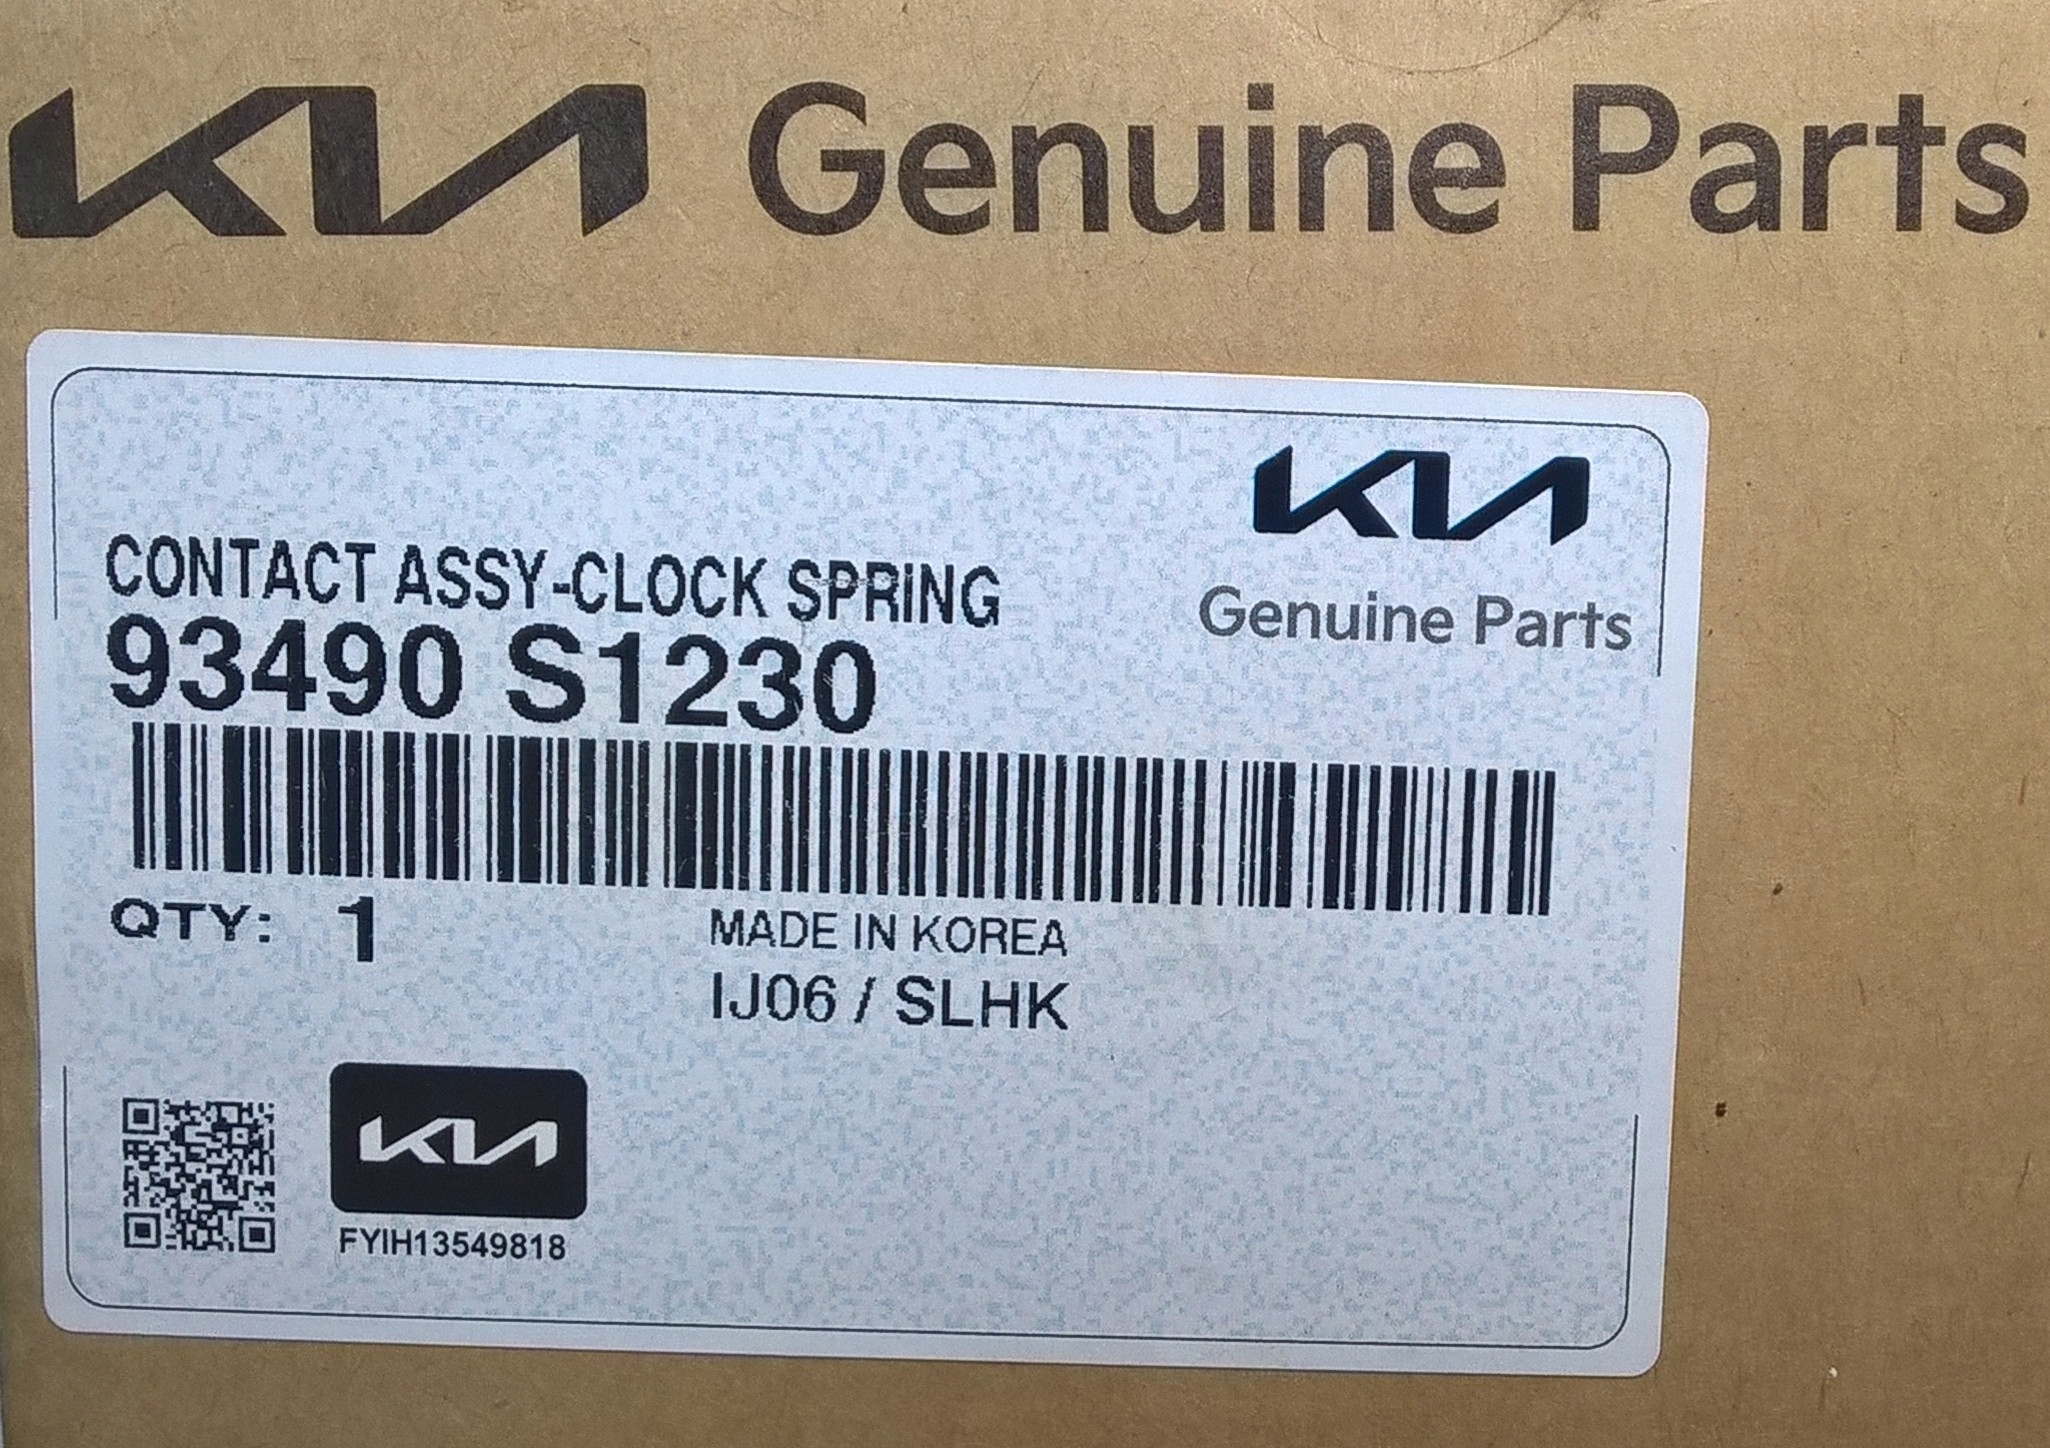 KIA Genuine Parts
KIA
Genuine Parts
CONTACT ASSY-CLOCK SPRING
93490 S1230
QTY: 1
MADE IN KOREA
IJ06 / SLHK
KIA
FYIH13549818